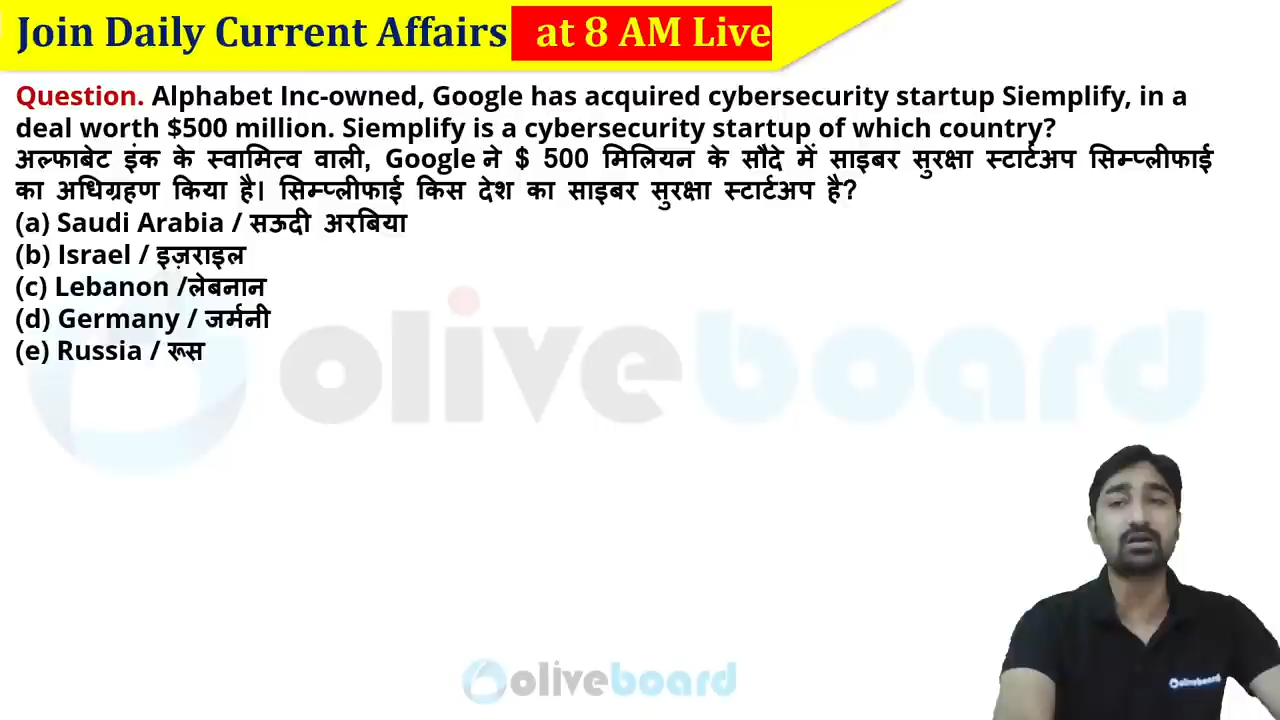 Join Daily Current Affairs at 8 AM Live
Question. Alphabet Inc-owned, Google has acquired cybersecurity startup Siemplify, in a
deal worth $500 million. Siemplify is a cybersecurity startup of which country?
अल्फाबेट इंक के स्वामित्व वाली, Google ने $ 500 मिलियन के सौदे में साइबर सुरक्षा स्टार्टअप सिम्प्लीफाई
का अधिग्रहण किया है। सिम्प्लीफाई किस देश का साइबर सुरक्षा स्टार्टअप है?
(a) Saudi Arabia / सऊदी अरबिया
(b) Israel / इज़राइल
(c) Lebanon /लेबनान
(d) Germany / जर्मनी
(e) Russia / रूस
oliveboard
oliveboard
oliveboard